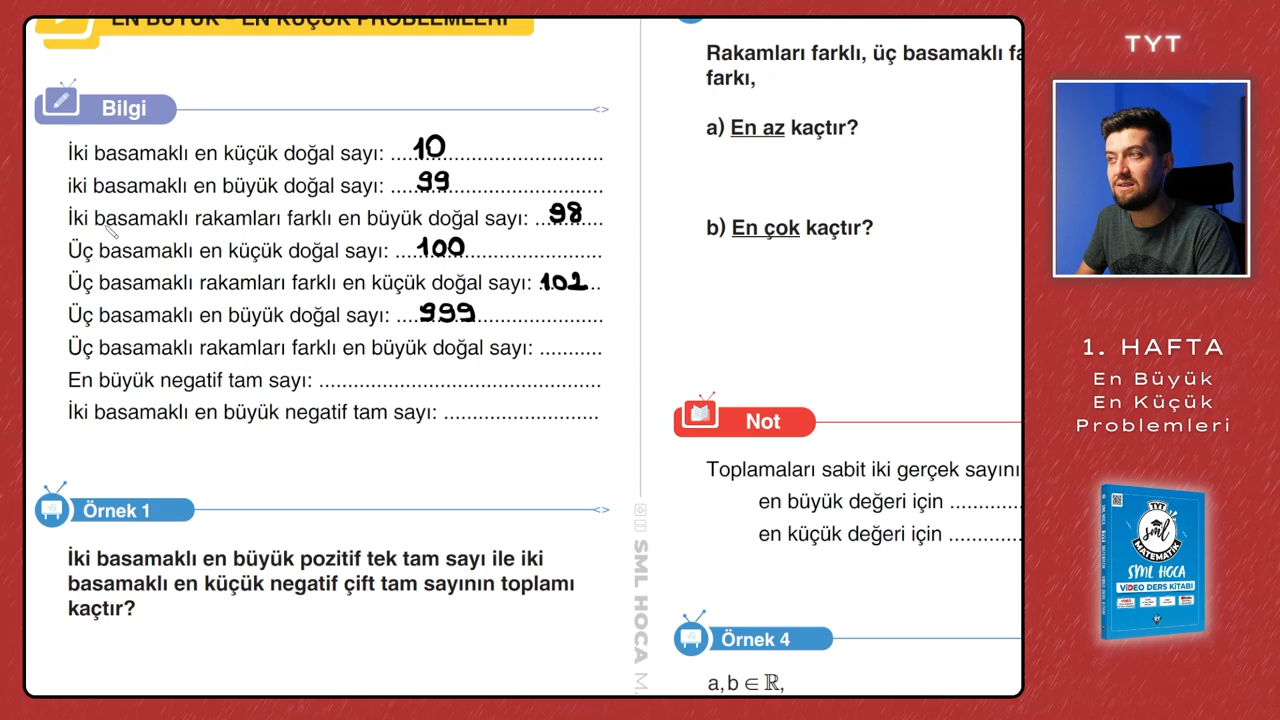 EN BÜYÜK – EN KÜÇÜK PROBLEMLERİ
Bilgi
İki basamaklı en küçük doğal sayı: ....10....
iki basamaklı en büyük doğal sayı: ....99....
İki basamaklı rakamları farklı en büyük doğal sayı: ..98..
Üç basamaklı en küçük doğal sayı: ....100....
Üç basamaklı rakamları farklı en küçük doğal sayı: 102..
Üç basamaklı en büyük doğal sayı: ....999....
Üç basamaklı rakamları farklı en büyük doğal sayı: ...........
En büyük negatif tam sayı: ................................................
İki basamaklı en büyük negatif tam sayı: ...........................
Örnek 1
İki basamaklı en büyük pozitif tek tam sayı ile iki
basamaklı en küçük negatif çift tam sayının toplamı
kaçtır?
SML HOCA M
Rakamları farklı, üç basamaklı
farkı,
a) En az kaçtır?
b) En çok kaçtır?
Not
Toplamaları sabit iki gerçek sayını
en büyük değeri için .............
en küçük değeri için .............
Örnek 4
a,b ∈ ℝ,
TYT
1. HAFTA
En Büyük
En Küçük
Problemleri
TYT
sml
MATEMATİK
SML HOCA
VİDEO DERS KİTABI